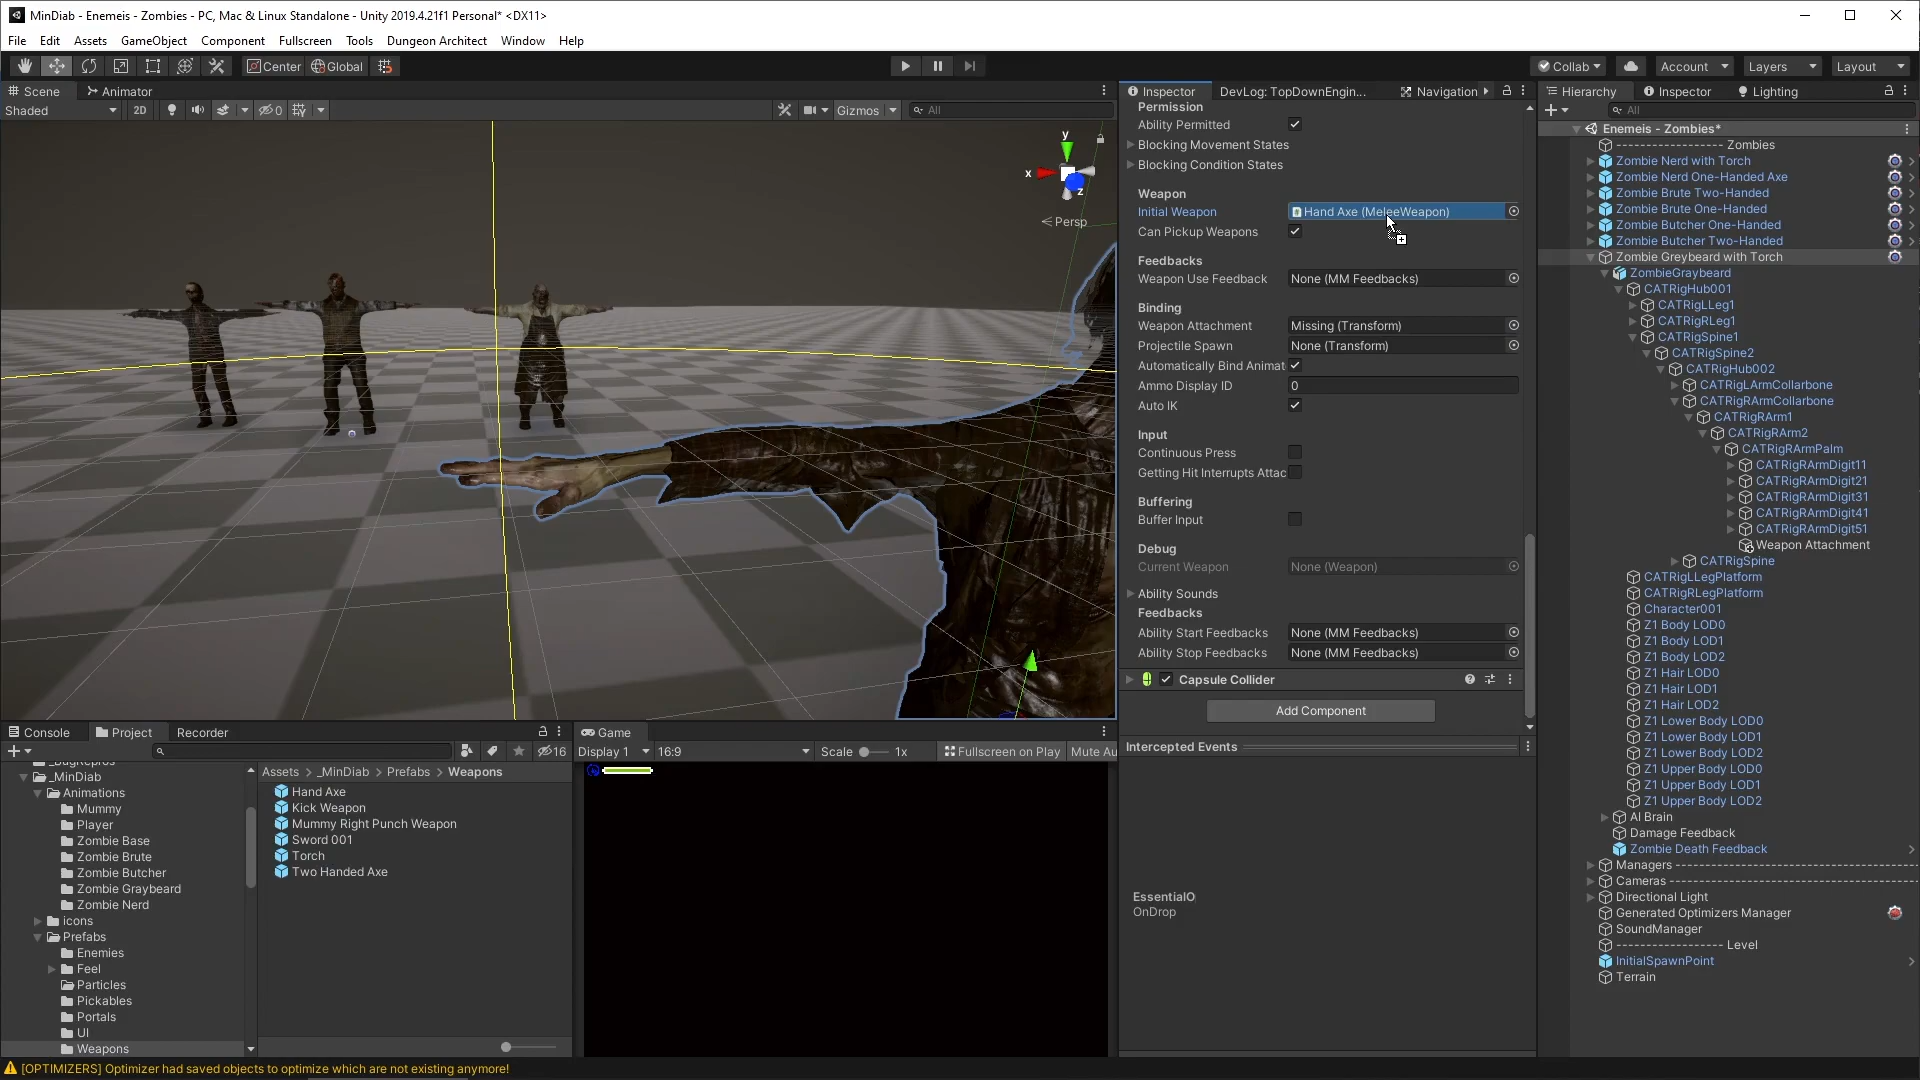 MinDiab - Enemeis - Zombies - PC, Mac & Linux Standalone - Unity 2019.4.21f1 Personal* <DX11>
File Edit Assets GameObject Component Fullscreen Tools Dungeon Architect Window Help
Center Global Collab Account Layers Layout
Scene Animator
Shaded 2D 0 Gizmos All
y
x
z
Persp
Inspector DevLog: TopDownEngin... Navigation
Permission
Ability Permitted
Blocking Movement States
Blocking Condition States
Weapon
Initial Weapon Hand Axe (MeleeWeapon)
Can Pickup Weapons
Feedbacks
Weapon Use Feedback None (MM Feedbacks)
Binding
Weapon Attachment Missing (Transform)
Projectile Spawn None (Transform)
Automatically Bind Animat
Ammo Display ID 0
Auto IK
Input
Continuous Press
Getting Hit Interrupts Attac
Buffering
Buffer Input
Debug
Current Weapon None (Weapon)
Ability Sounds
Feedbacks
Ability Start Feedbacks None (MM Feedbacks)
Ability Stop Feedbacks None (MM Feedbacks)
Capsule Collider
Add Component
Intercepted Events
EssentialO
OnDrop
Hierarchy Inspector Lighting
All
Enemeis - Zombies*
----------------- Zombies
Zombie Nerd with Torch
Zombie Nerd One-Handed Axe
Zombie Brute Two-Handed
Zombie Brute One-Handed
Zombie Butcher One-Handed
Zombie Butcher Two-Handed
Zombie Greybeard with Torch
ZombieGraybeard
CATRigHub001
CATRigLLeg1
CATRigRLeg1
CATRigSpine1
CATRigSpine2
CATRigHub002
CATRigLArmCollarbone
CATRigRArmCollarbone
CATRigRArm1
CATRigRArm2
CATRigRArmPalm
CATRigRArmDigit11
CATRigRArmDigit21
CATRigRArmDigit31
CATRigRArmDigit41
CATRigRArmDigit51
Weapon Attachment
CATRigSpine
CATRigLLegPlatform
CATRigRLegPlatform
Character001
Z1 Body LOD0
Z1 Body LOD1
Z1 Body LOD2
Z1 Hair LOD0
Z1 Hair LOD1
Z1 Hair LOD2
Z1 Lower Body LOD0
Z1 Lower Body LOD1
Z1 Lower Body LOD2
Z1 Upper Body LOD0
Z1 Upper Body LOD1
Z1 Upper Body LOD2
AI Brain
Damage Feedback
Zombie Death Feedback
Managers --------------------------------
Cameras --------------------------------
Directional Light
Generated Optimizers Manager
SoundManager
----------------- Level
InitialSpawnPoint
Terrain
Console Project Recorder
16
_MinDiab
Animations
Mummy
Player
Zombie Base
Zombie Brute
Zombie Butcher
Zombie Graybeard
Zombie Nerd
icons
Prefabs
Enemies
Feel
Particles
Pickables
Portals
UI
Weapons
Assets > _MinDiab > Prefabs > Weapons
Hand Axe
Kick Weapon
Mummy Right Punch Weapon
Sword 001
Torch
Two Handed Axe
Game
Display 1 16:9 Scale 1x Fullscreen on Play Mute Au
[OPTIMIZERS] Optimizer had saved objects to optimize which are not existing anymore!